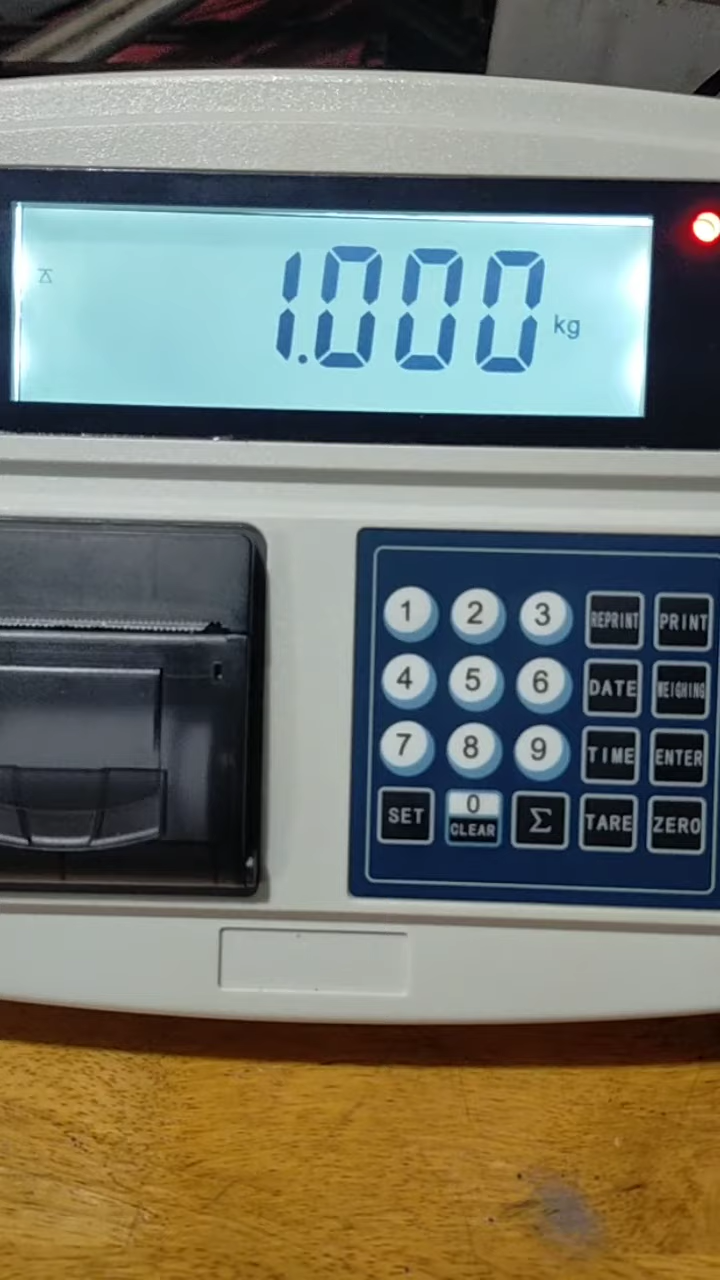 1.000 kg
1 2 3 REPRINT PRINT
4 5 6 DATE WEIGHING
7 8 9 TIME ENTER
SET 0 CLEAR Σ TARE ZERO